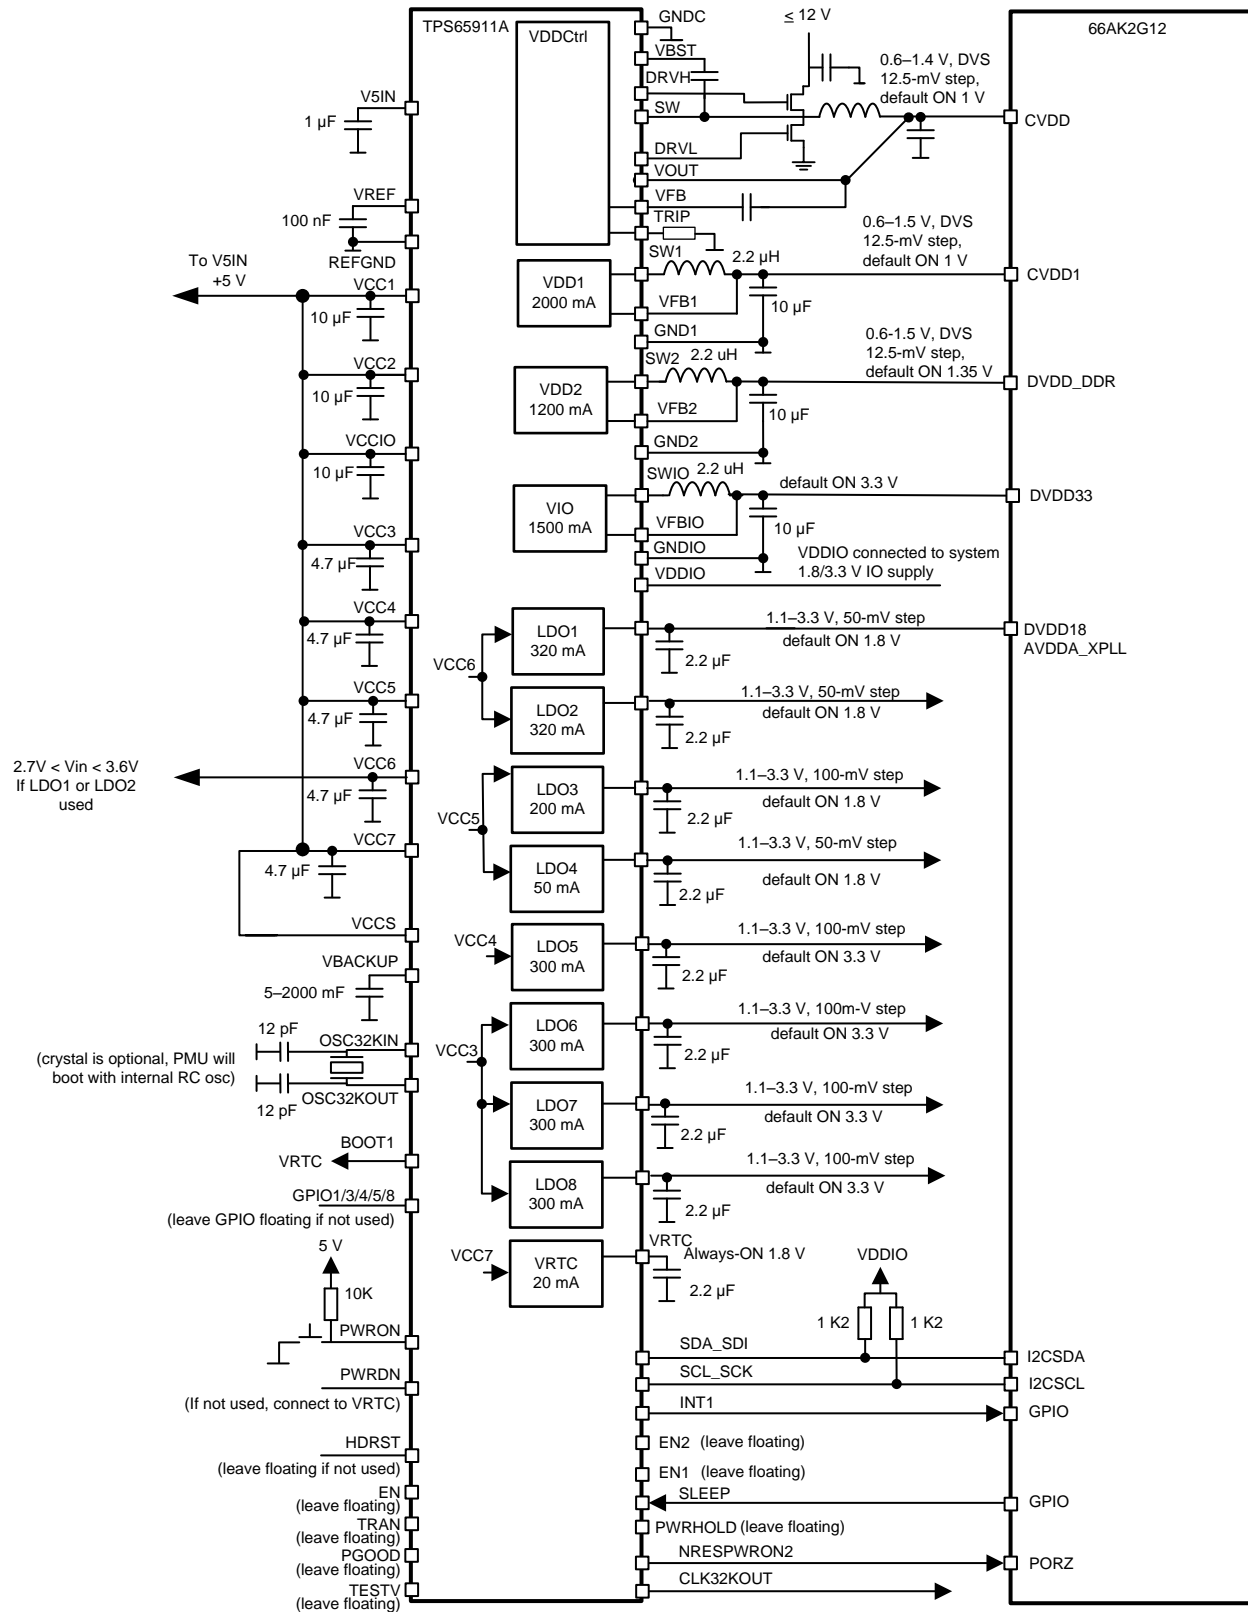 TPS65911A
VDDCtrl
GNDC
VBST
DRVH
SW
DRVL
VOUT
VFB
TRIP
≤ 12 V
0.6–1.4 V, DVS
12.5-mV step,
default ON 1 V
66AK2G12
CVDD
V5IN
1 µF
VREF
100 nF
REFGND
To V5IN
+5 V
VCC1
10 µF
VCC2
10 µF
VCCIO
10 µF
VCC3
4.7 µF
VCC4
4.7 µF
VCC5
4.7 µF
2.7V < Vin < 3.6V
If LDO1 or LDO2
used
VCC6
4.7 µF
VCC7
4.7 µF
VCCS
VBACKUP
5–2000 mF
12 pF
OSC32KIN
(crystal is optional, PMU will
boot with internal RC osc)
OSC32KOUT
12 pF
BOOT1
VRTC
GPIO1/3/4/5/8
(leave GPIO floating if not used)
5 V
10K
PWRON
PWRDN
(If not used, connect to VRTC)
HDRST
(leave floating if not used)
EN
(leave floating)
TRAN
(leave floating)
PGOOD
(leave floating)
TESTV
(leave floating)
VDD1
2000 mA
SW1
2.2 µH
VFB1
10 µF
GND1
0.6–1.5 V, DVS
12.5-mV step,
default ON 1 V
CVDD1
VDD2
1200 mA
SW2
2.2 uH
VFB2
10 µF
GND2
0.6-1.5 V, DVS
12.5-mV step,
default ON 1.35 V
DVDD_DDR
VIO
1500 mA
SWIO
2.2 uH
VFBIO
10 µF
GNDIO
default ON 3.3 V
DVDD33
VDDIO
VDDIO connected to system
1.8/3.3 V IO supply
VCC6
LDO1
320 mA
2.2 µF
1.1–3.3 V, 50-mV step
default ON 1.8 V
DVDD18
AVDDA_XPLL
LDO2
320 mA
2.2 µF
1.1–3.3 V, 50-mV step
default ON 1.8 V
VCC5
LDO3
200 mA
2.2 µF
1.1–3.3 V, 100-mV step
default ON 1.8 V
LDO4
50 mA
2.2 µF
1.1–3.3 V, 50-mV step
default ON 1.8 V
VCC4
LDO5
300 mA
2.2 µF
1.1–3.3 V, 100-mV step
default ON 3.3 V
VCC3
LDO6
300 mA
2.2 µF
1.1–3.3 V, 100m-V step
default ON 3.3 V
LDO7
300 mA
2.2 µF
1.1–3.3 V, 100-mV step
default ON 3.3 V
LDO8
300 mA
2.2 µF
1.1–3.3 V, 100-mV step
default ON 3.3 V
VCC7
VRTC
20 mA
VRTC
Always-ON 1.8 V
2.2 µF
VDDIO
1 K2
1 K2
SDA_SDI
I2CSDA
SCL_SCK
I2CSCL
INT1
GPIO
EN2 (leave floating)
EN1 (leave floating)
SLEEP
GPIO
PWRHOLD (leave floating)
NRESPWRON2
PORZ
CLK32KOUT